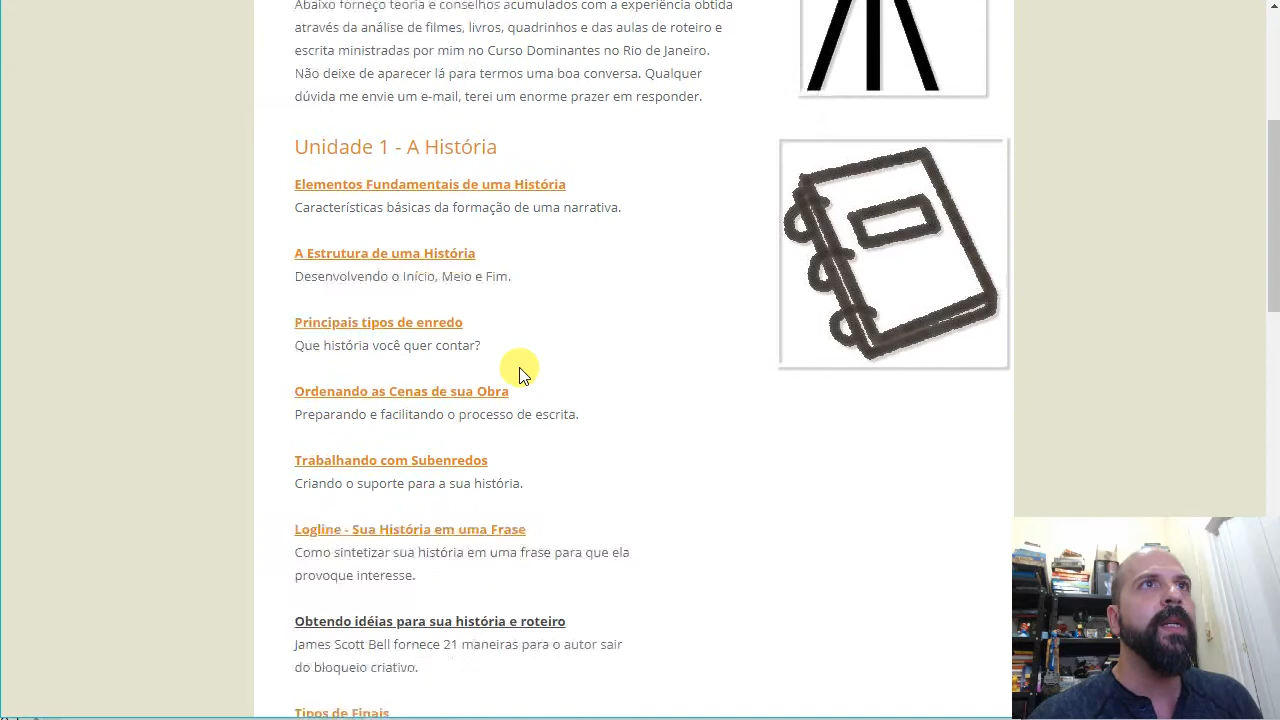 Abaixo forneço teoria e conselhos acumulados com a experiência obtida
através da análise de filmes, livros, quadrinhos e das aulas de roteiro e
escrita ministradas por mim no Curso Dominantes no Rio de Janeiro.
Não deixe de aparecer lá para termos uma boa conversa. Qualquer
dúvida me envie um e-mail, terei um enorme prazer em responder.
Unidade 1 - A História
Elementos Fundamentais de uma História
Características básicas da formação de uma narrativa.
A Estrutura de uma História
Desenvolvendo o Início, Meio e Fim.
Principais tipos de enredo
Que história você quer contar?
Ordenando as Cenas de sua Obra
Preparando e facilitando o processo de escrita.
Trabalhando com Subenredos
Criando o suporte para a sua história.
Logline - Sua História em uma Frase
Como sintetizar sua história em uma frase para que ela
provoque interesse.
Obtendo idéias para sua história e roteiro
James Scott Bell fornece 21 maneiras para o autor sair
do bloqueio criativo.
Tipos de Finais